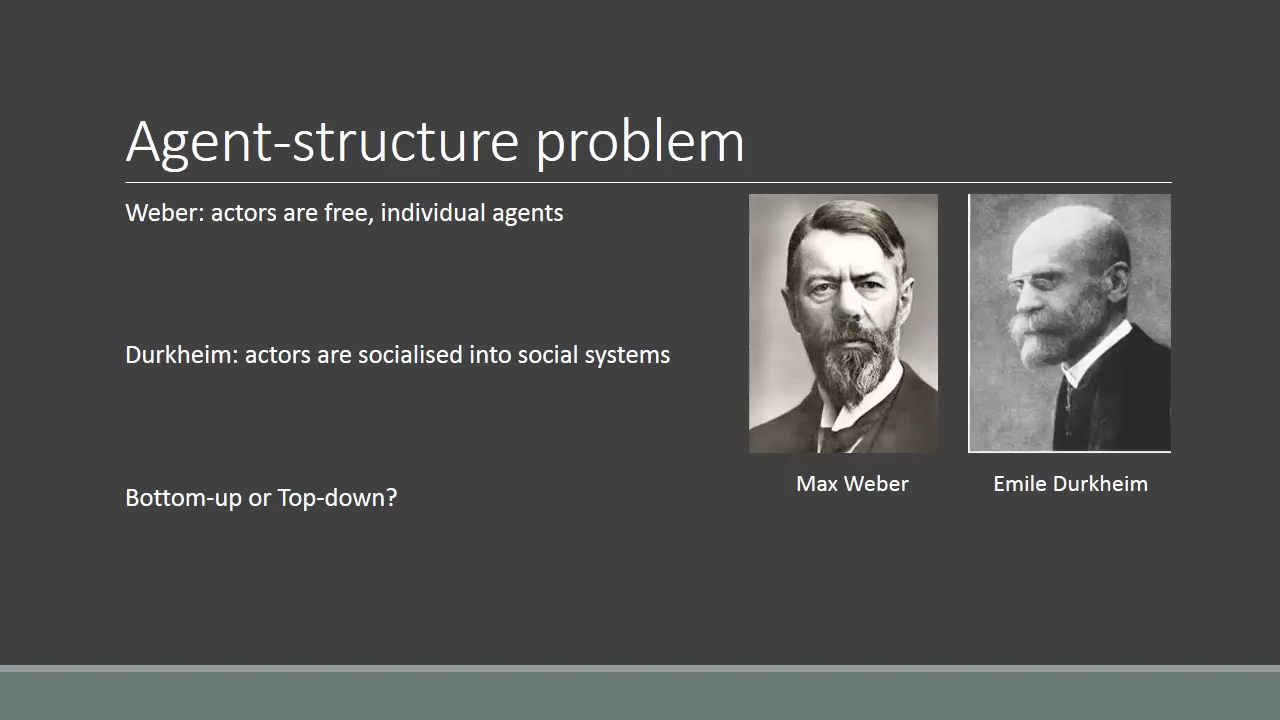 Agent-structure problem
Weber: actors are free, individual agents
Durkheim: actors are socialised into social systems
Bottom-up or Top-down?
Max Weber
Emile Durkheim